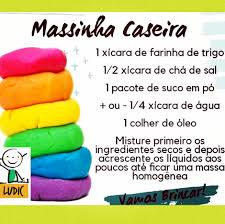 Massinha Caseira
1 xícara de farinha de trigo
1/2 xícara de chá de sal
1 pacote de suco em pó
+ ou - 1/4 xícara de água
1 colher de óleo
Misture primeiro os
ingredientes secos e depois
acrescente os líquidos aos
poucos até ficar uma massa
homogênea
LUDIC
Vamos Brincar!